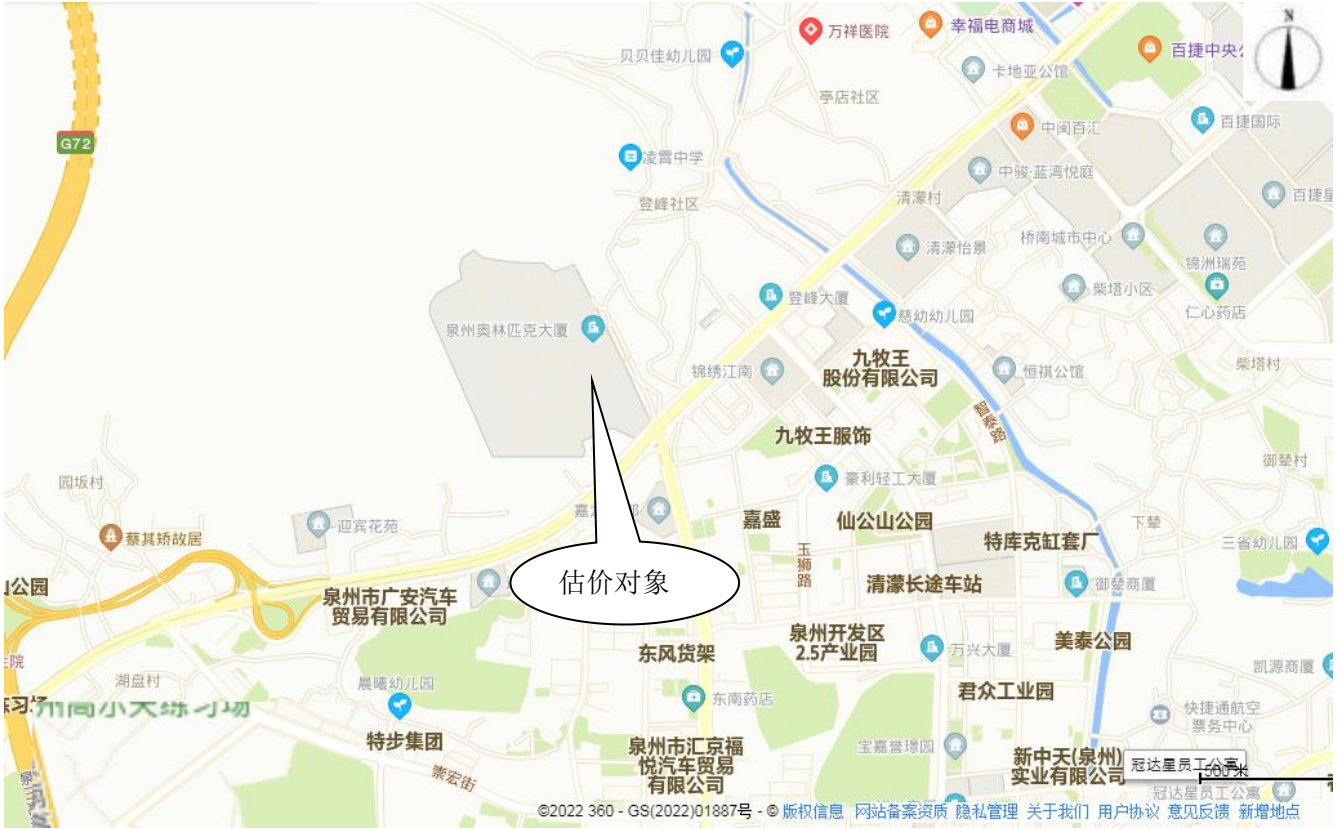 N
万祥医院
幸福电商城
贝贝佳幼儿园
卡地亚公馆
百捷中央
亭店社区
G72
中闽百汇
百捷国际
凌霄中学
中骏·蓝湾悦庭
清濛村
百捷星
登峰社区
桥南城市中心
清濛怡景
锦洲瑞苑
登峰大厦
柴塔小区
仁心药店
泉州奥林匹克大厦
慈幼幼儿园
九牧王
股份有限公司
锦绣江南
恒祺公馆
柴塔村
智泰路
九牧王服饰
御辇村
园坂村
豪利轻工大厦
迎宾花苑
嘉盛
仙公山公园
下辇
蔡其矫故居
特库克缸套厂
三省幼儿园
玉狮路
估价对象
山公园
泉州市广安汽车
贸易有限公司
清濛长途车站
御辇商厦
泉州开发区
2.5产业园
美泰公园
东风货架
万兴大厦
凯源商厦
湖盘村
晨曦幼儿园
君众工业园
东南药店
快捷通航空
票务中心
特步集团
泉州市汇京福
悦汽车贸易
有限公司
宝嘉誉璟园
新中天(泉州)
实业有限公司
冠达星员工公寓
500米
崇宏街
冠达星员工公寓
©2022 360 - GS(2022)01887号 - © 版权信息 网站备案资质 隐私管理 关于我们 用户协议 意见反馈 新增地点